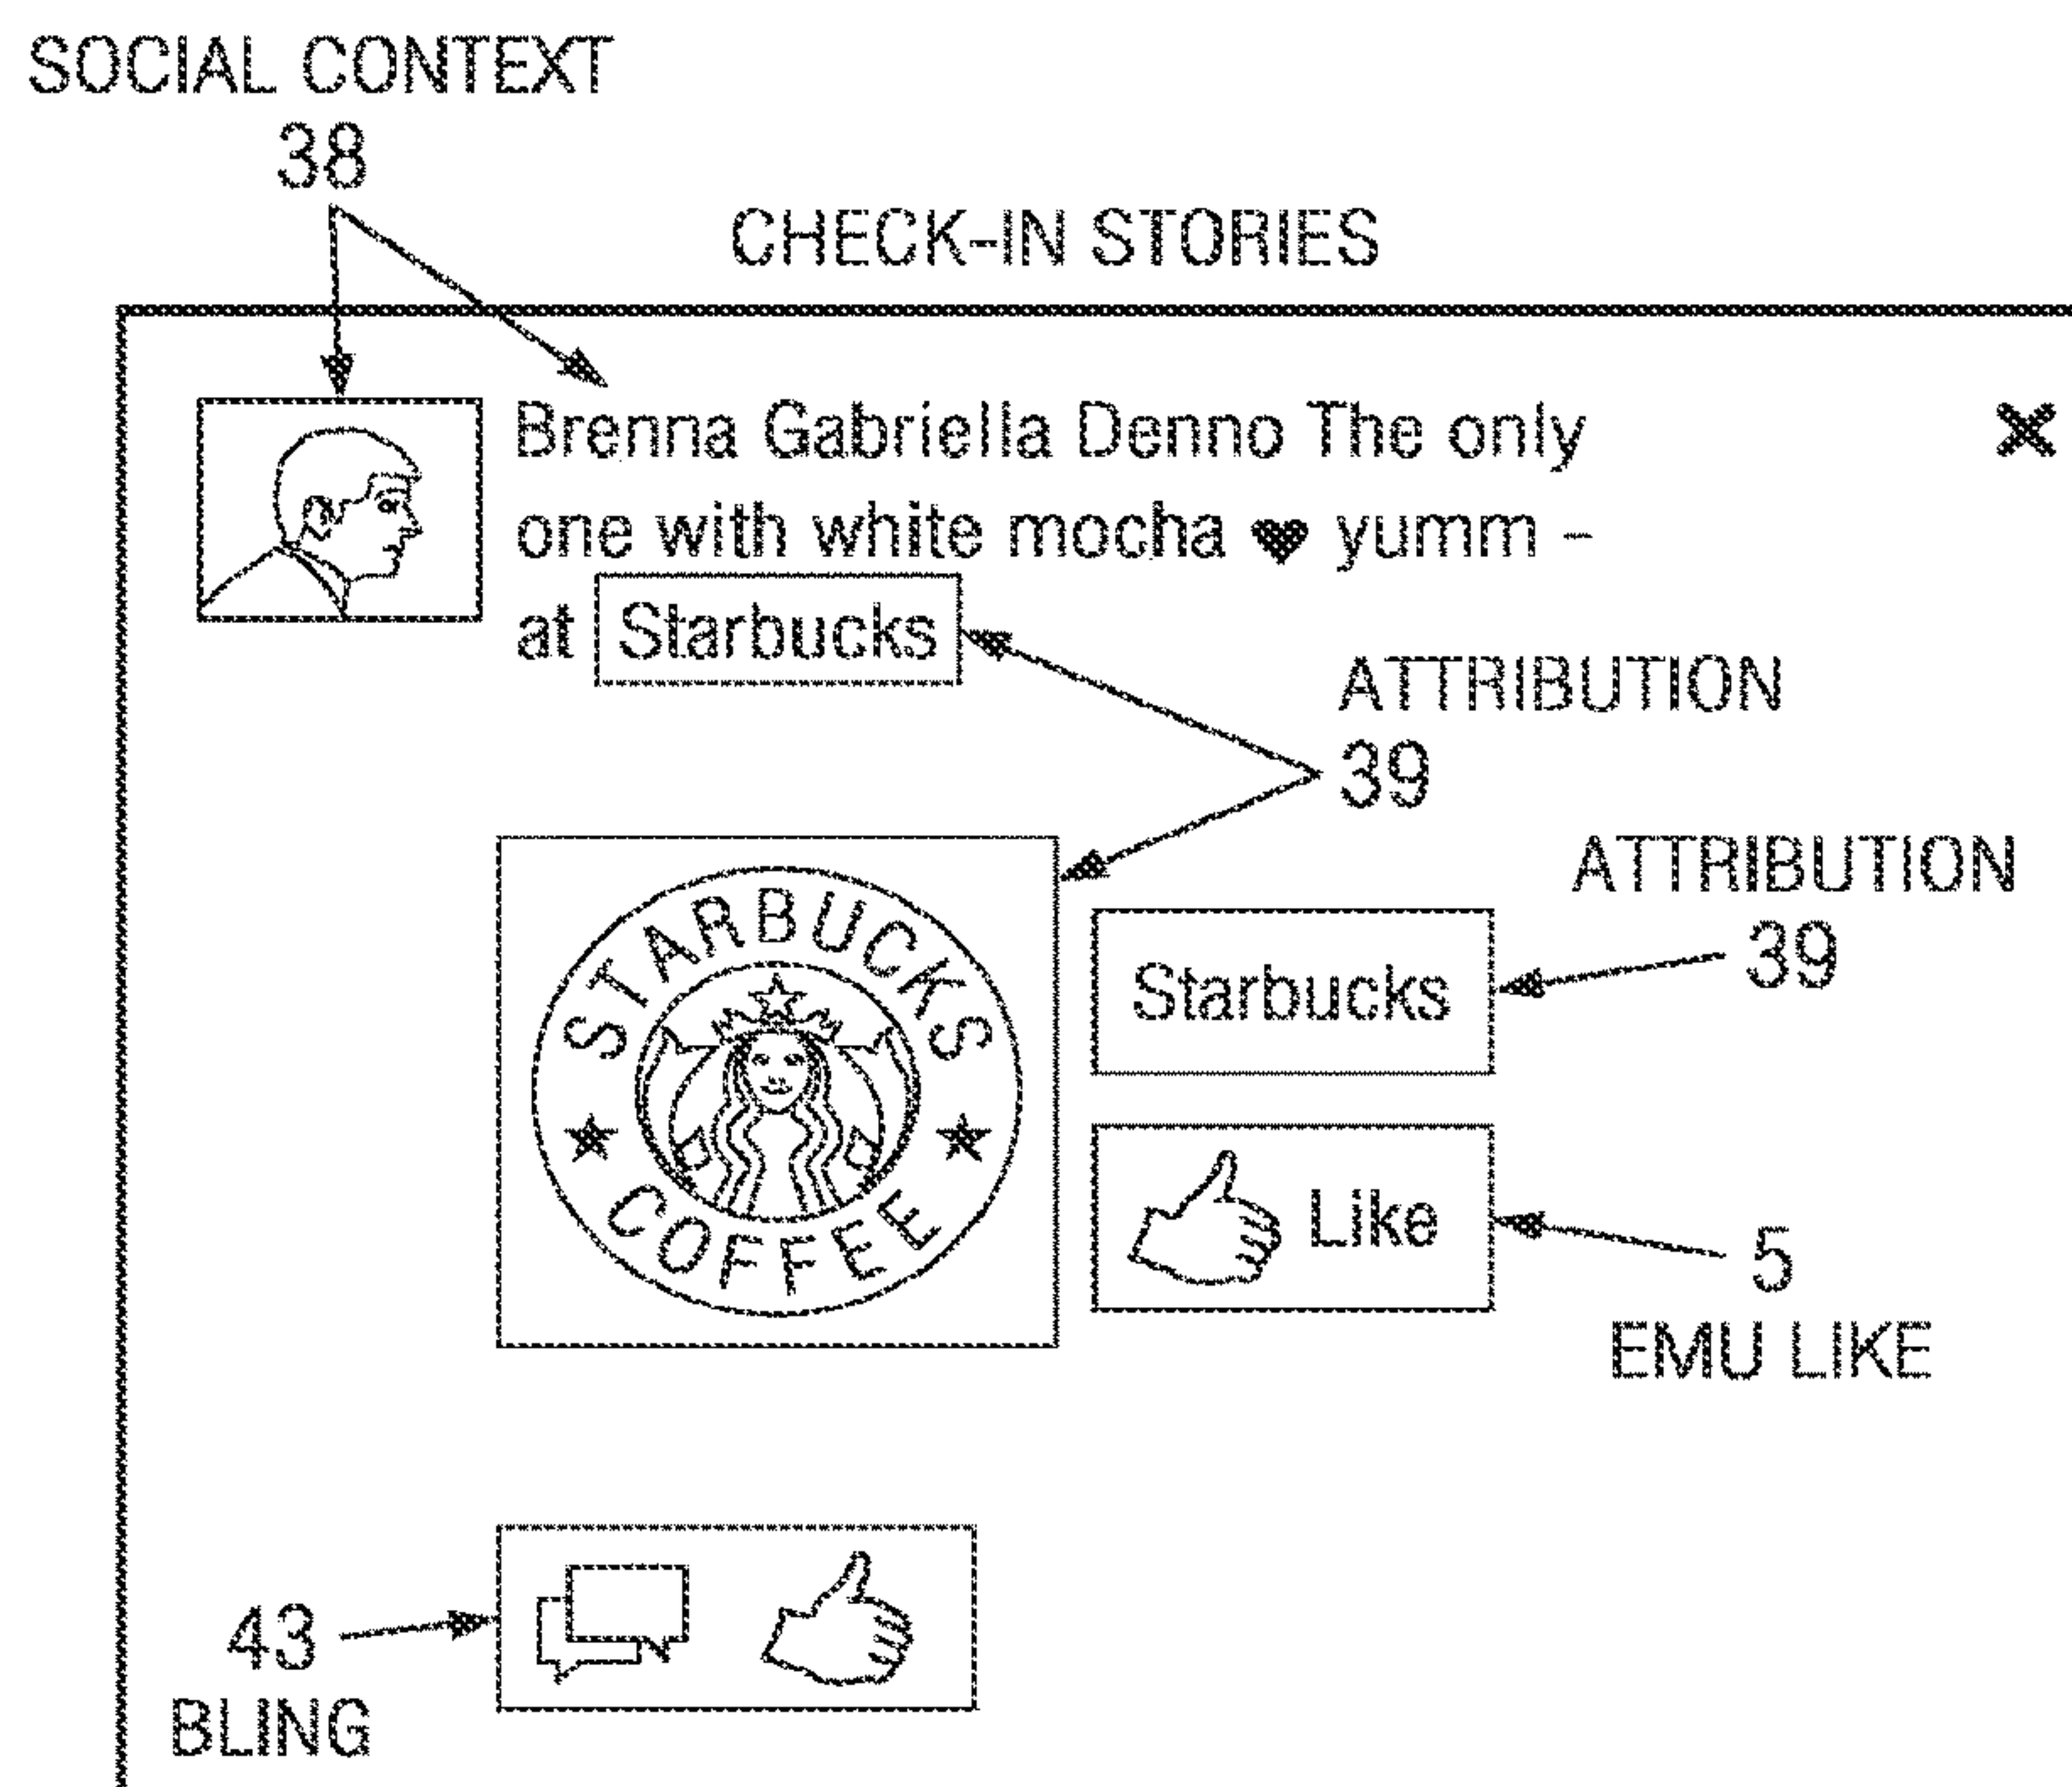 SOCIAL CONTEXT
38
CHECK-IN STORIES
Brenna Gabriella Denno The only
one with white mocha ♥ yumm -
at Starbucks
ATTRIBUTION
39
ATTRIBUTION
39
STARBUCKS
COFFEE
Starbucks
Like
5
EMU LIKE
43
BLING